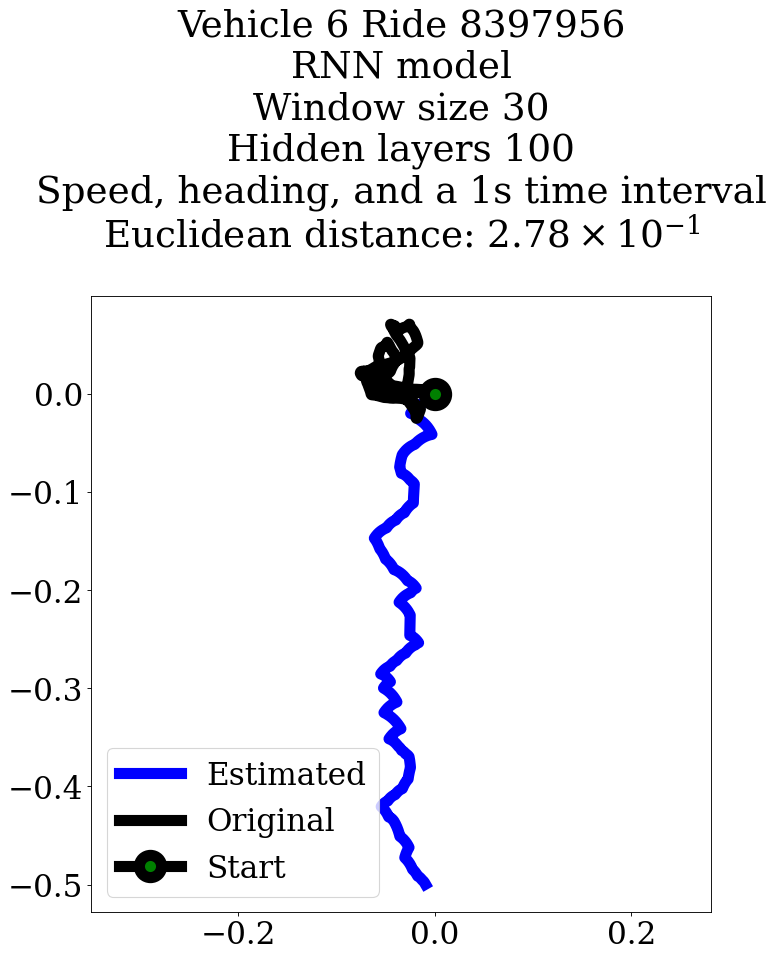 Vehicle 6 Ride 8397956
RNN model
Window size 30
Hidden layers 100
Speed, heading, and a 1s time interval
Euclidean distance: 2.78 × 10⁻¹
0.0
−0.1
−0.2
−0.3
−0.4
−0.5
Estimated
Original
Start
−0.2 0.0 0.2